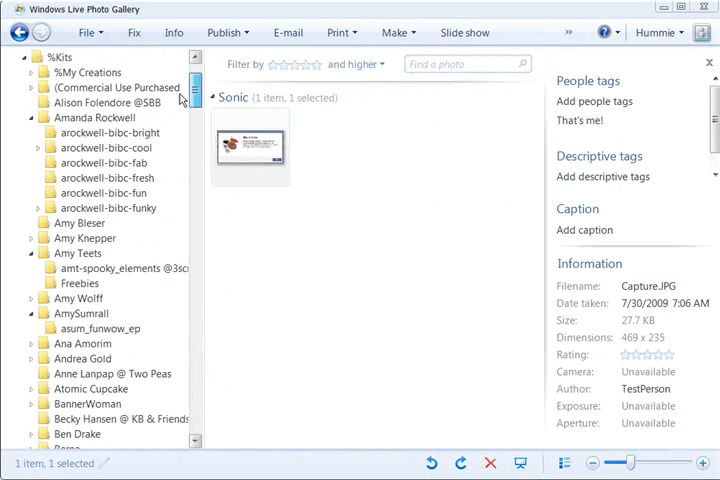 Windows Live Photo Gallery
File Fix Info Publish E-mail Print Make Slide show » ? Hummie
%Kits
%My Creations
(Commercial Use Purchased
Alison Folendore @SBB
Amanda Rockwell
arockwell-bibc-bright
arockwell-bibc-cool
arockwell-bibc-fab
arockwell-bibc-fresh
arockwell-bibc-fun
arockwell-bibc-funky
Amy Bleser
Amy Knepper
Amy Teets
amt-spooky_elements @3scr
Freebies
Amy Wolff
AmySumrall
asum_funwow_ep
Ana Amorim
Andrea Gold
Anne Lanpap @ Two Peas
Atomic Cupcake
BannerWoman
Becky Hansen @ KB & Friends
Ben Drake
Filter by and higher Find a photo
Sonic (1 item, 1 selected)
People tags
Add people tags
That's me!
Descriptive tags
Add descriptive tags
Caption
Add caption
Information
Filename: Capture.JPG
Date taken: 7/30/2009 7:06 AM
Size: 27.7 KB
Dimensions: 469 x 235
Rating:
Camera: Unavailable
Author: TestPerson
Exposure: Unavailable
Aperture: Unavailable
1 item, 1 selected